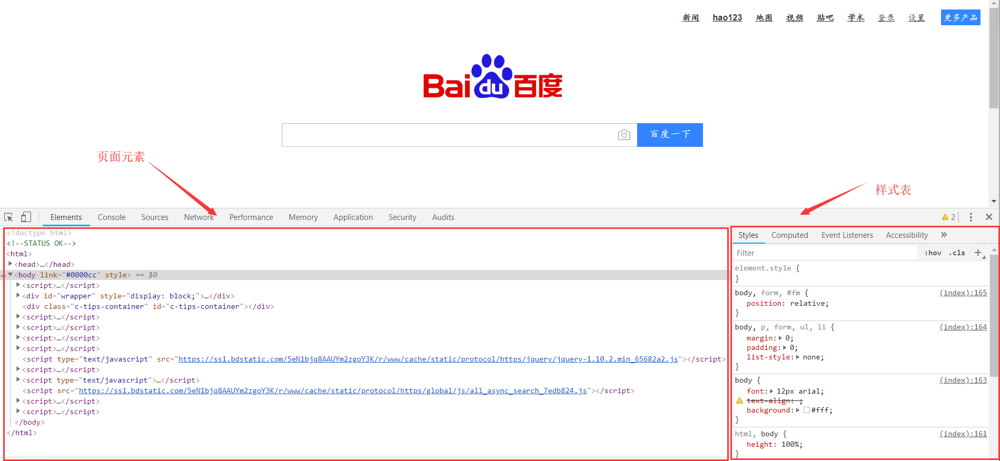 新闻 hao123 地图 视频 贴吧 学术 登录 设置 更多产品
Bai du 百度
百度一下
页面元素
样式表
Elements Console Sources Network Performance Memory Application Security Audits 2
<!doctype html>
<!--STATUS OK-->
<html>
<head>…</head>
<body link="#0000cc" style> == $0
<script>…</script>
<div id="wrapper" style="display: block;">…</div>
<div class="c-tips-container" id="c-tips-container"></div>
<script>…</script>
<script>…</script>
<script>…</script>
<script>…</script>
<script type="text/javascript" src="https://ss1.bdstatic.com/5eN1bjq8AAUYm2zgoY3K/r/www/cache/static/protocol/https/jquery/jquery-1.10.2.min_65682a2.js"></script>
<script>…</script>
<script type="text/javascript">…</script>
<script src="https://ss1.bdstatic.com/5eN1bjq8AAUYm2zgoY3K/r/www/cache/static/protocol/https/global/js/all_async_search_7edb824.js"></script>
<script>…</script>
<script>…</script>
</body>
</html>
Styles Computed Event Listeners Accessibility »
Filter :hov .cls +
element.style {
}
body, form, #fm { (index):165
position: relative;
}
body, p, form, ul, li { (index):164
margin: 0;
padding: 0;
list-style: none;
}
body { (index):163
font: 12px arial;
text-align: ;
background: #fff;
}
html, body { (index):161
height: 100%;
}